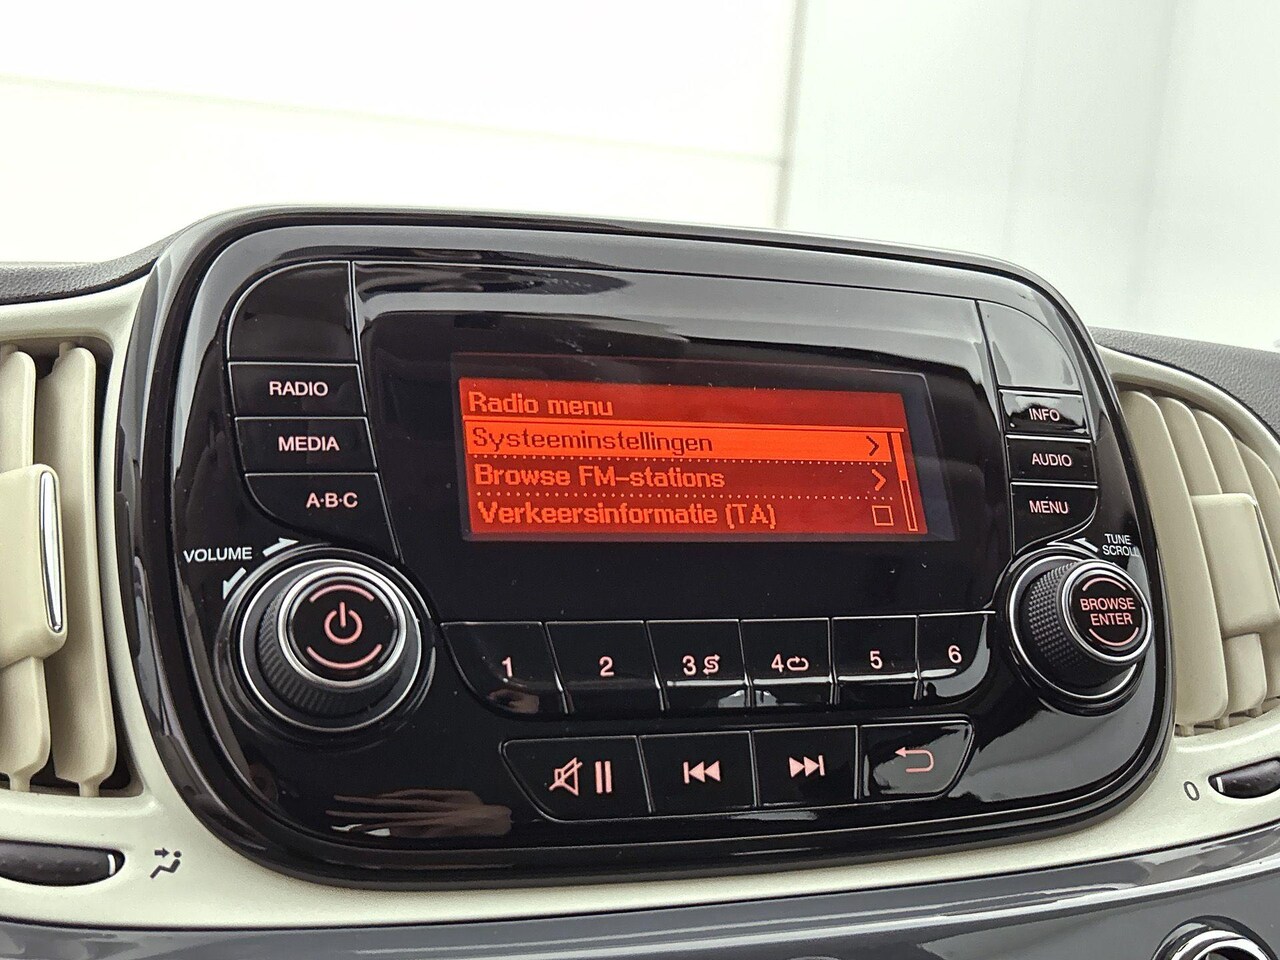 Radio menu
Systeeminstellingen
Browse FM-stations
Verkeersinformatie (TA)
RADIO
MEDIA
A·B·C
VOLUME
INFO
AUDIO
MENU
TUNE
SCROLL
BROWSE
ENTER
1 2 3 4 5 6
0